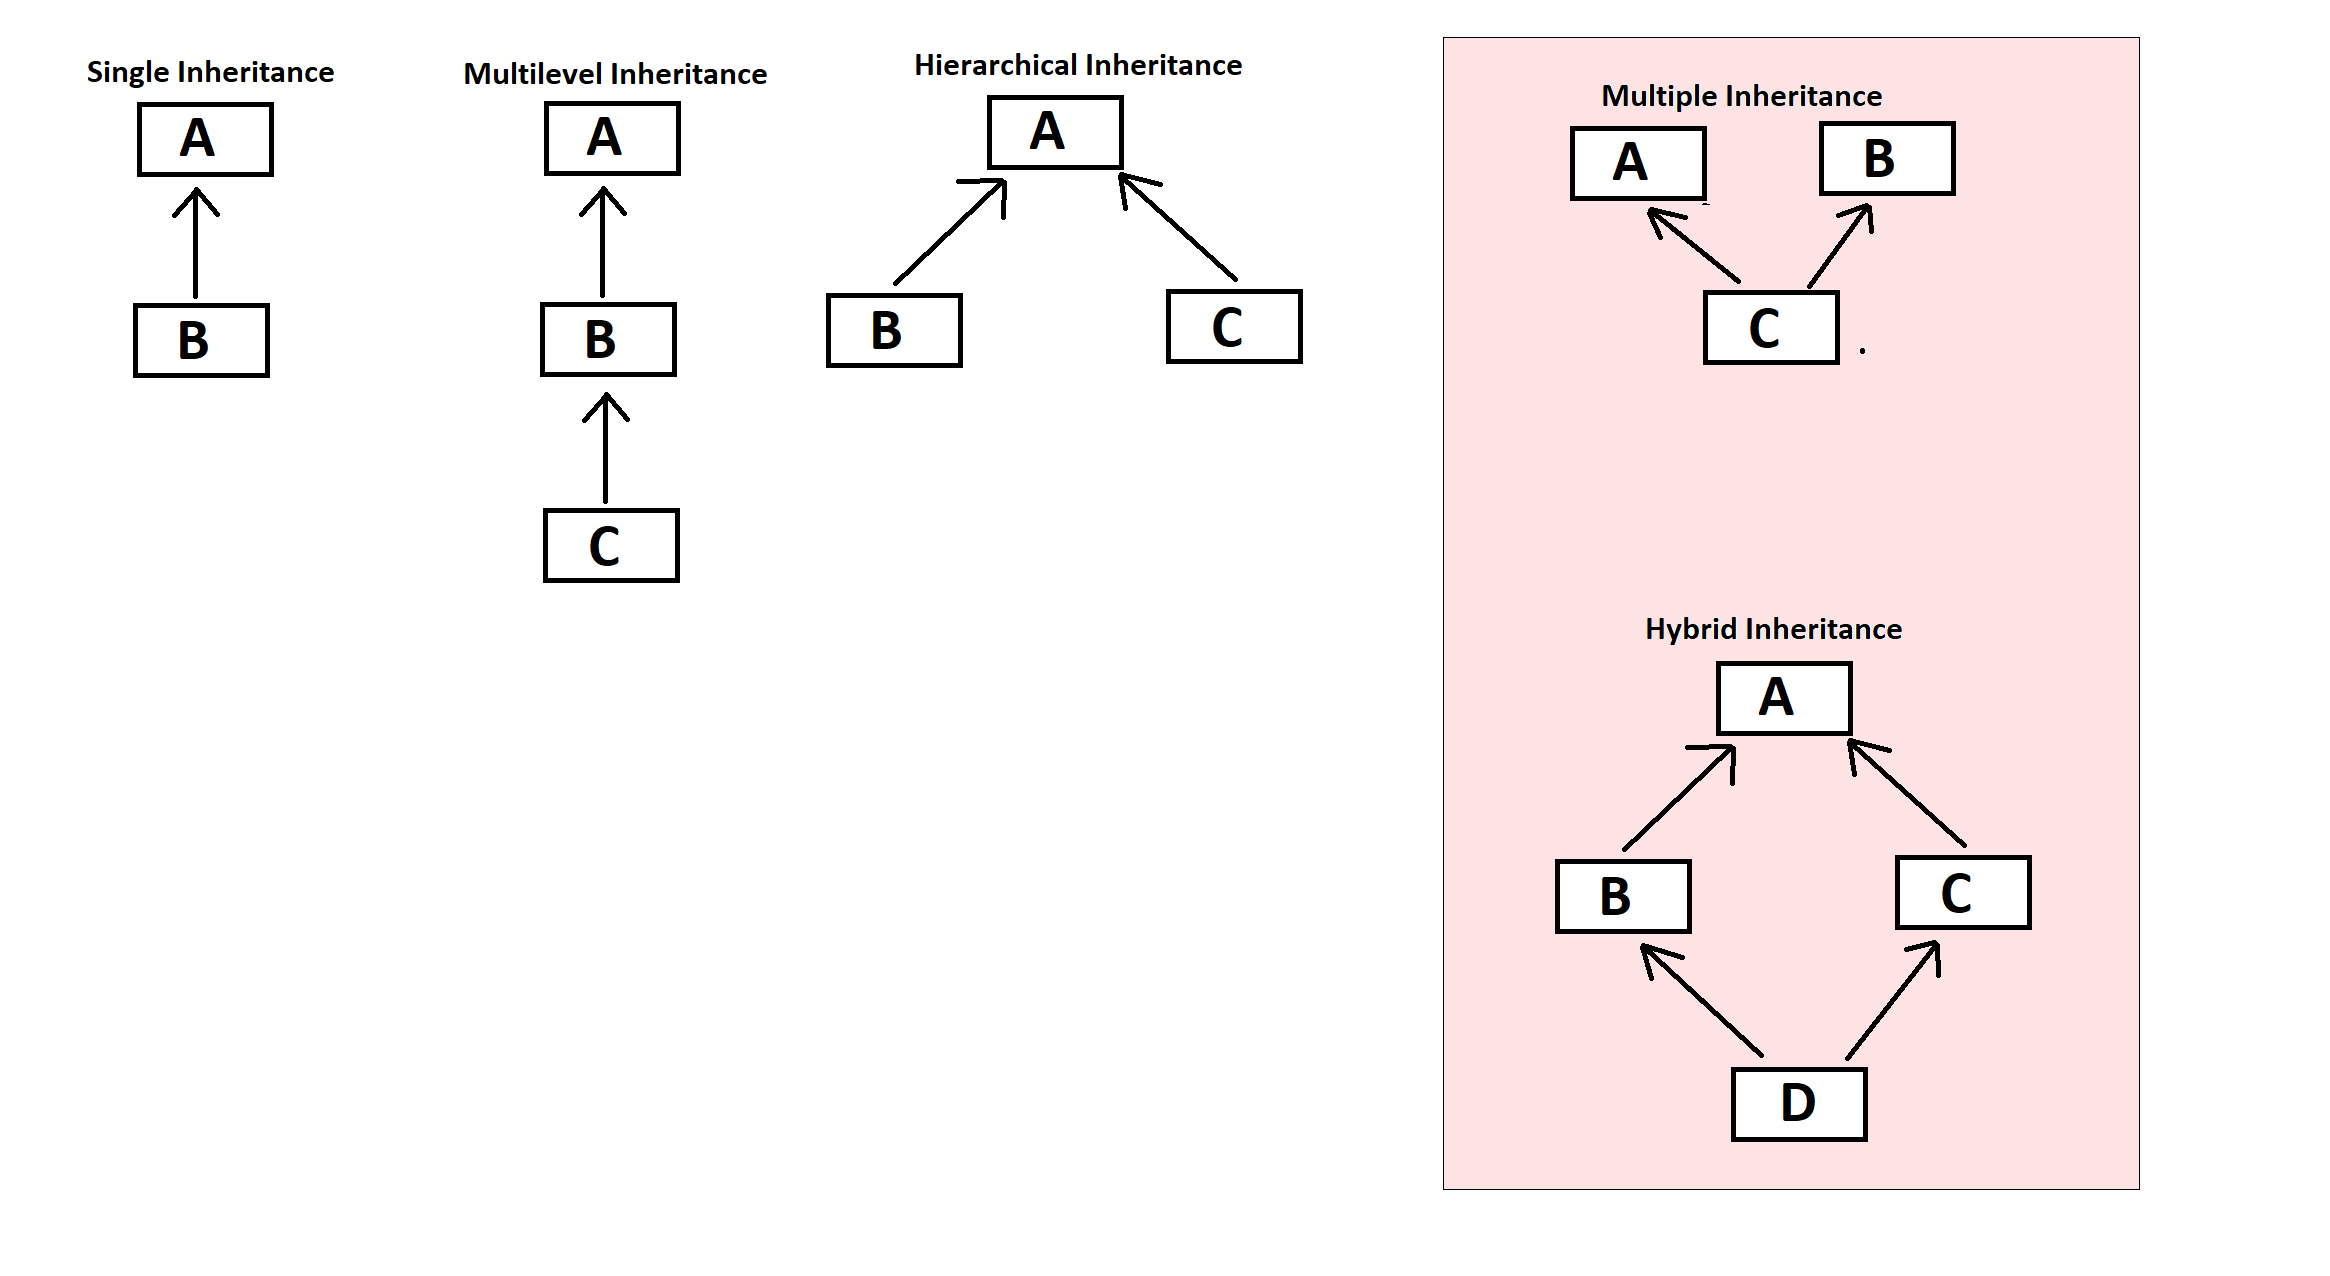 Single Inheritance
A
B
Multilevel Inheritance
A
B
C
Hierarchical Inheritance
A
B C
Multiple Inheritance
A B
C
Hybrid Inheritance
A
B C
D